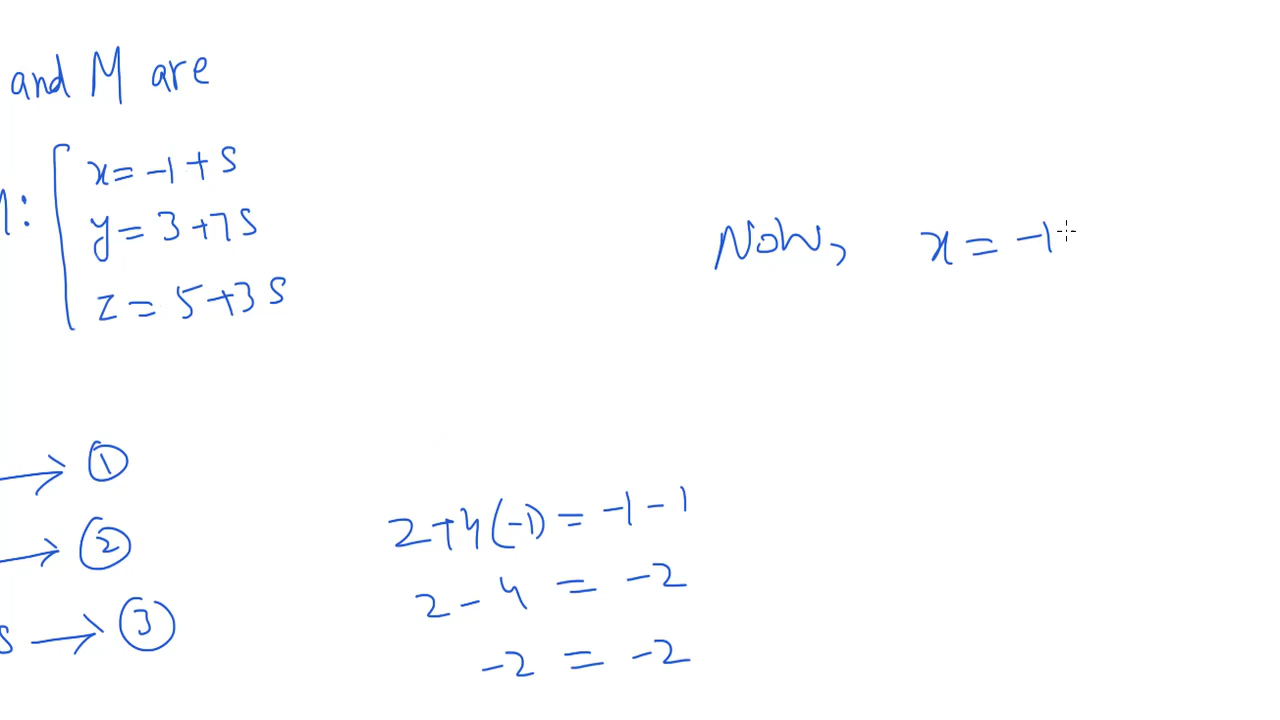 and M are
x = -1 + s
y = 3 + 7s
z = 5 + 3s
Now, x = -1
→ ①
→ ②
s → ③
2 + 4(-1) = -1 - 1
2 - 4 = -2
-2 = -2